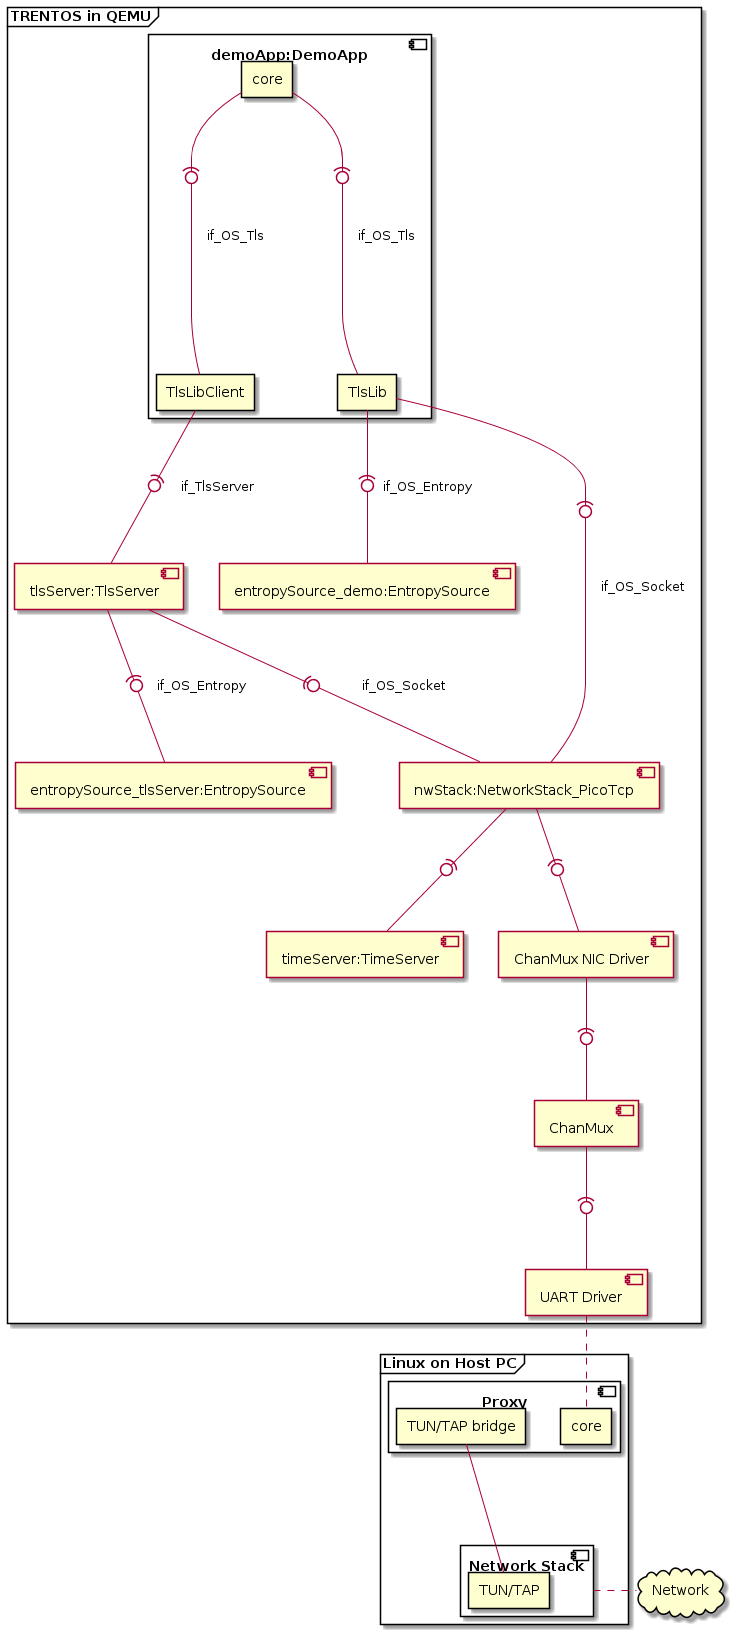 TRENTOS in QEMU
demoApp:DemoApp
core
if_OS_Tls
if_OS_Tls
TlsLibClient
TlsLib
if_TlsServer
if_OS_Entropy
if_OS_Socket
tlsServer:TlsServer
entropySource_demo:EntropySource
if_OS_Entropy
if_OS_Socket
entropySource_tlsServer:EntropySource
nwStack:NetworkStack_PicoTcp
timeServer:TimeServer
ChanMux NIC Driver
ChanMux
UART Driver
Linux on Host PC
Proxy
TUN/TAP bridge
core
Network Stack
TUN/TAP
Network